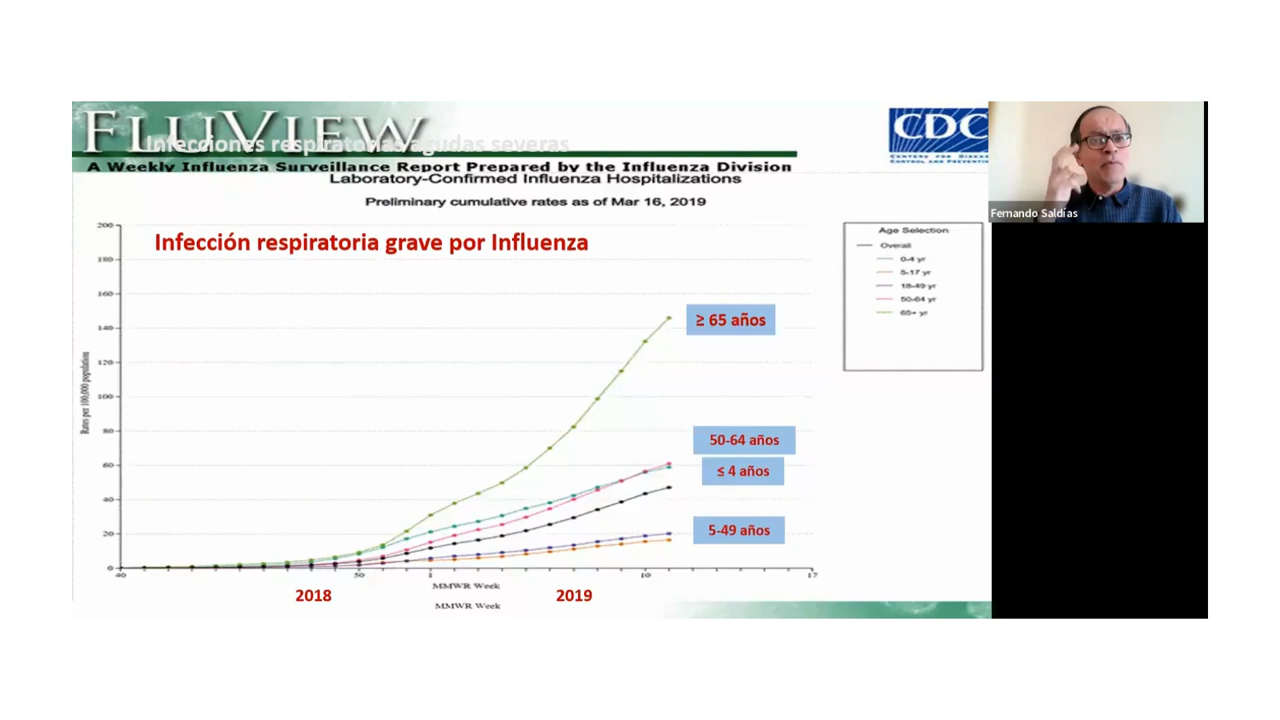 FLUVIEW
Infecciones respiratorias agudas severas
A Weekly Influenza Surveillance Report Prepared by the Influenza Division
CDC
CENTERS FOR
CONTROL AND
Fernando Saldías
Laboratory-Confirmed Influenza Hospitalizations
Preliminary cumulative rates as of Mar 16, 2019
Infección respiratoria grave por Influenza
Rates per 100,000 population
200
180
160
140
120
100
80
60
40
20
0
≥ 65 años
50-64 años
≤ 4 años
5-49 años
Age Selection
Overall
0-4 yr
5-17 yr
18-49 yr
50-64 yr
65+ yr
40
50
1
10
17
MMWR Week
2018
2019
MMWR Week